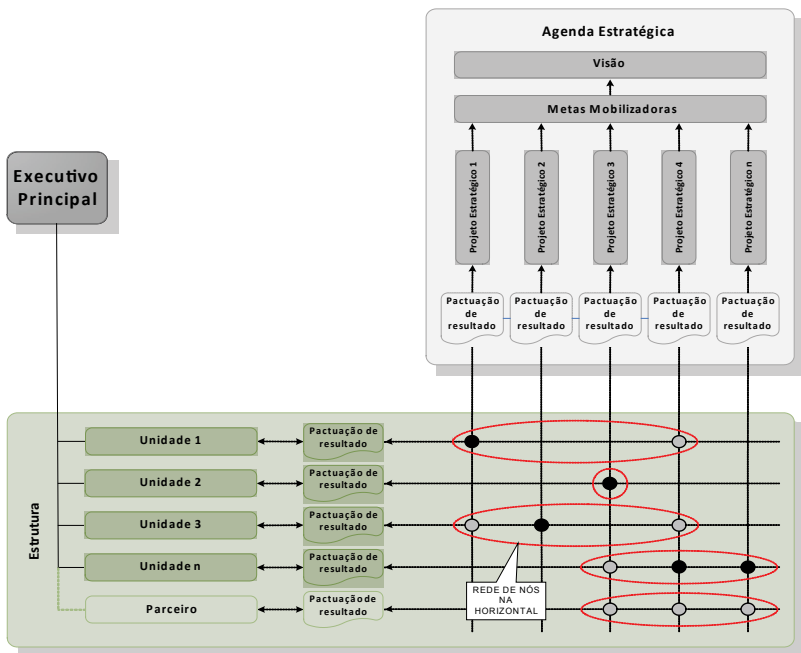 Agenda Estratégica
Visão
Metas Mobilizadoras
Projeto Estratégico 1
Projeto Estratégico 2
Projeto Estratégico 3
Projeto Estratégico 4
Projeto Estratégico n
Pactuação
de
resultado
Pactuação
de
resultado
Pactuação
de
resultado
Pactuação
de
resultado
Pactuação
de
resultado
Executivo
Principal
Estrutura
Unidade 1
Pactuação de
resultado
Unidade 2
Pactuação de
resultado
Unidade 3
Pactuação de
resultado
Unidade n
Pactuação de
resultado
Parceiro
Pactuação de
resultado
REDE DE NÓS
NA
HORIZONTAL